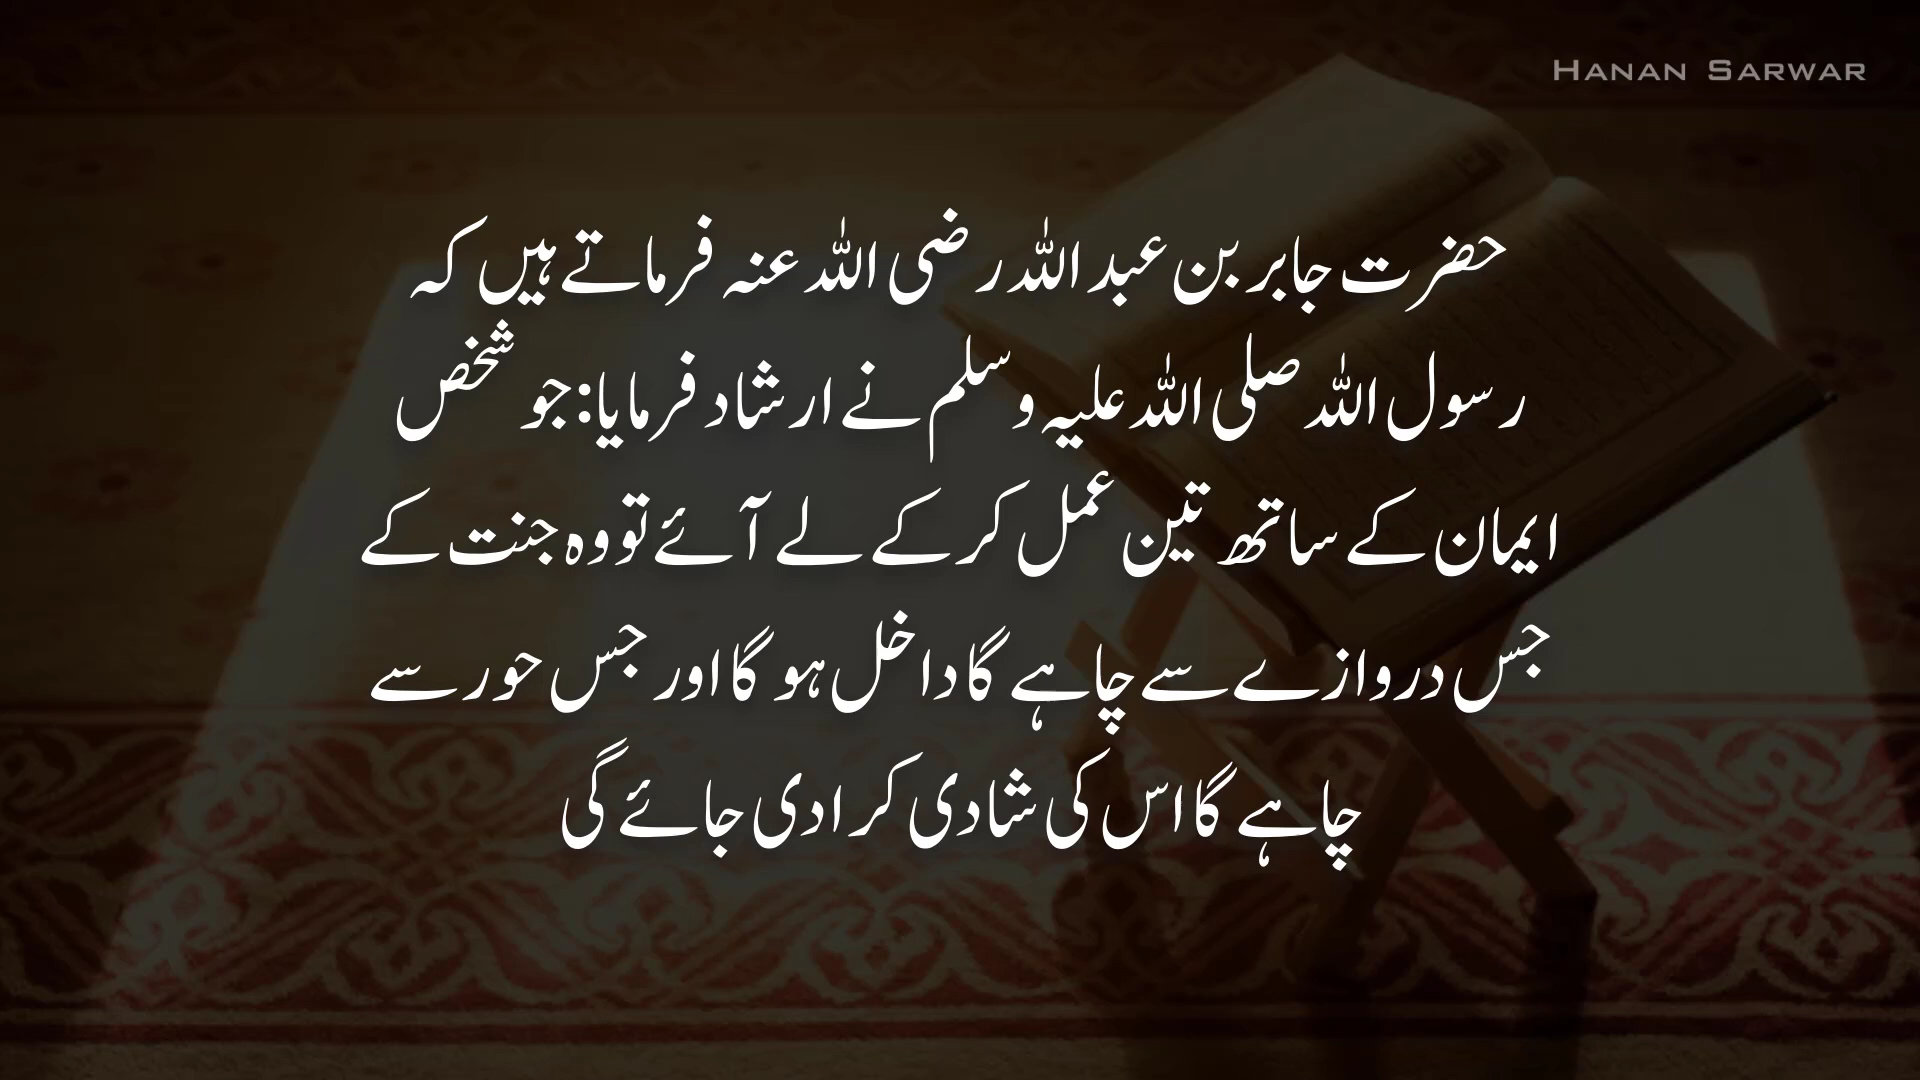 Hanan Sarwar
حضرت جابر بن عبد اللہ رضی اللہ عنہ فرماتے ہیں کہ
رسول اللہ صلی اللہ علیہ وسلم نے ارشاد فرمایا: جو شخص
ایمان کے ساتھ تین عمل کر کے لے آئے تو وہ جنت کے
جس دروازے سے چاہے گا داخل ہو گا اور جس حور سے
چاہے گا اس کی شادی کرا دی جائے گی